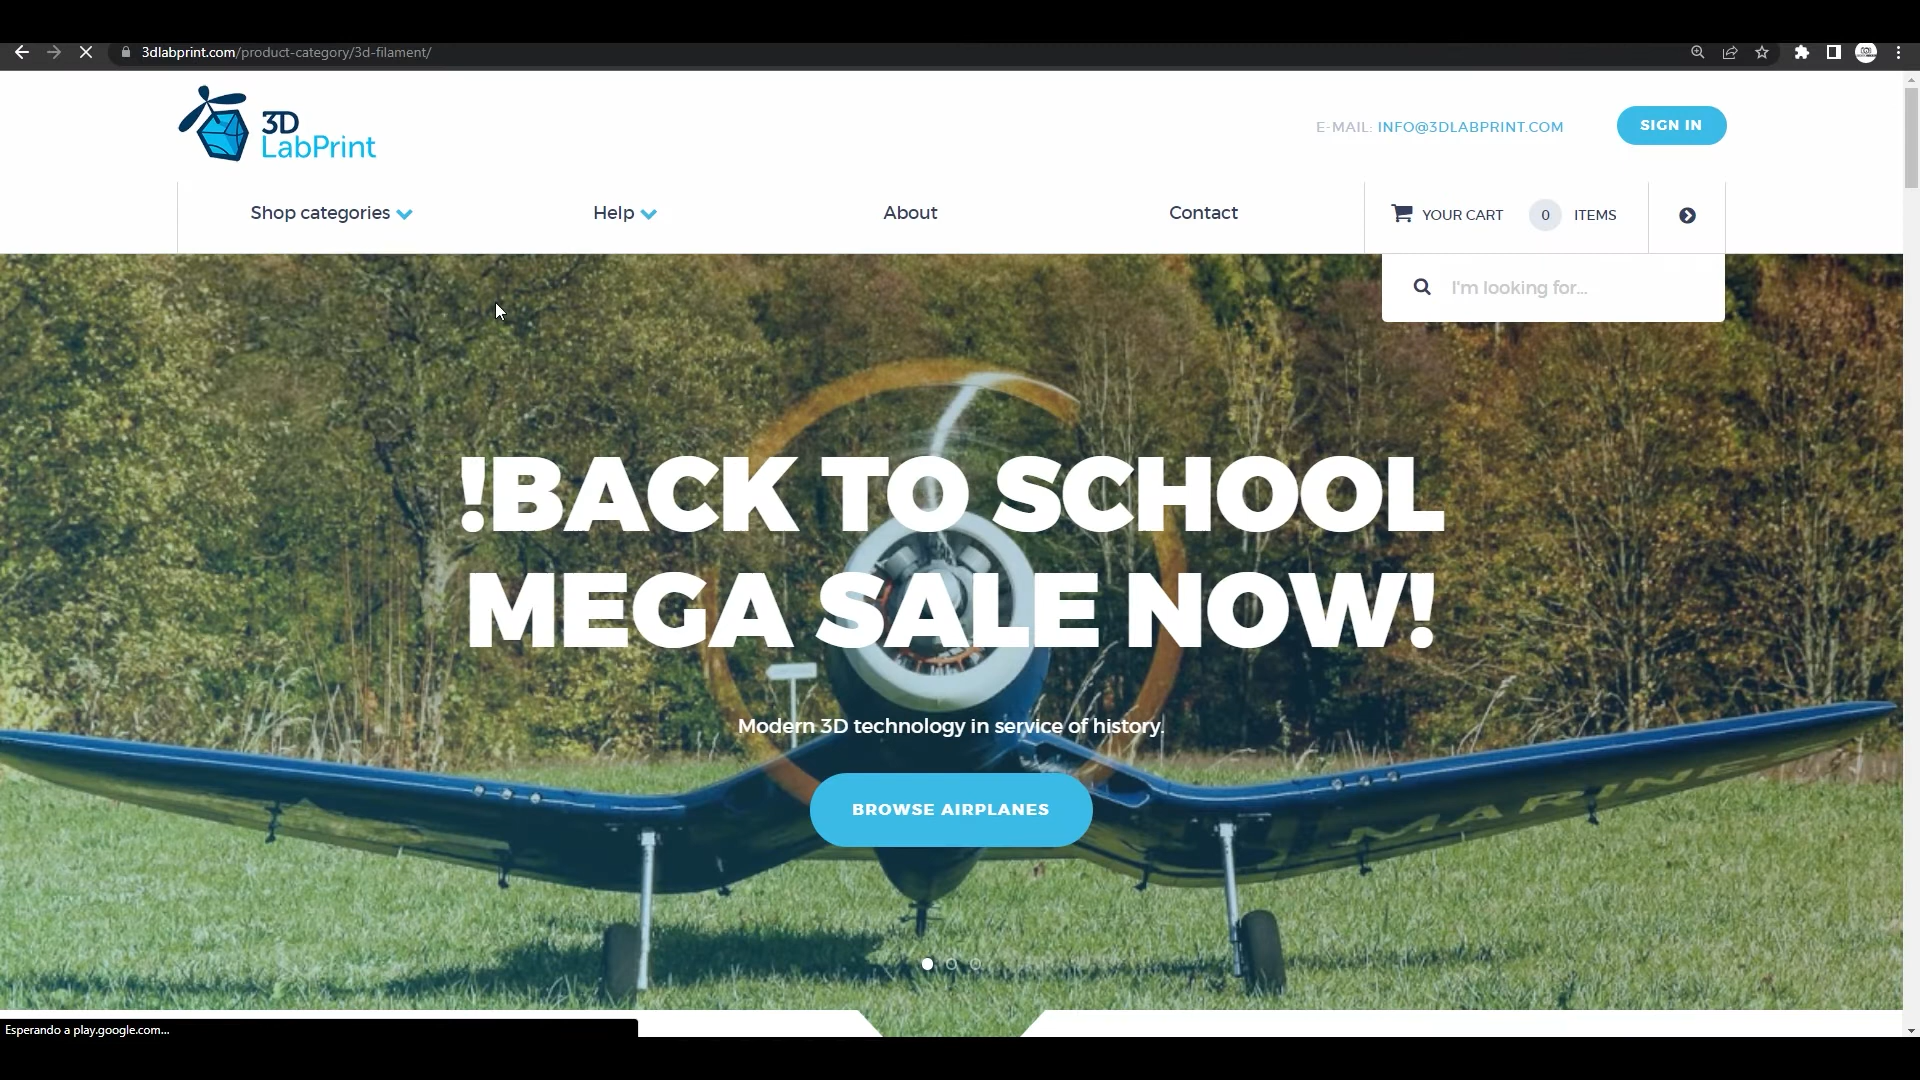 3dlabprint.com/product-category/3d-filament/
3D
LabPrint
E-MAIL: INFO@3DLABPRINT.COM
SIGN IN
Shop categories
Help
About
Contact
YOUR CART 0 ITEMS
I'm looking for...
!BACK TO SCHOOL
MEGA SALE NOW!
Modern 3D technology in service of history.
BROWSE AIRPLANES
MARINES
Esperando a play.google.com...